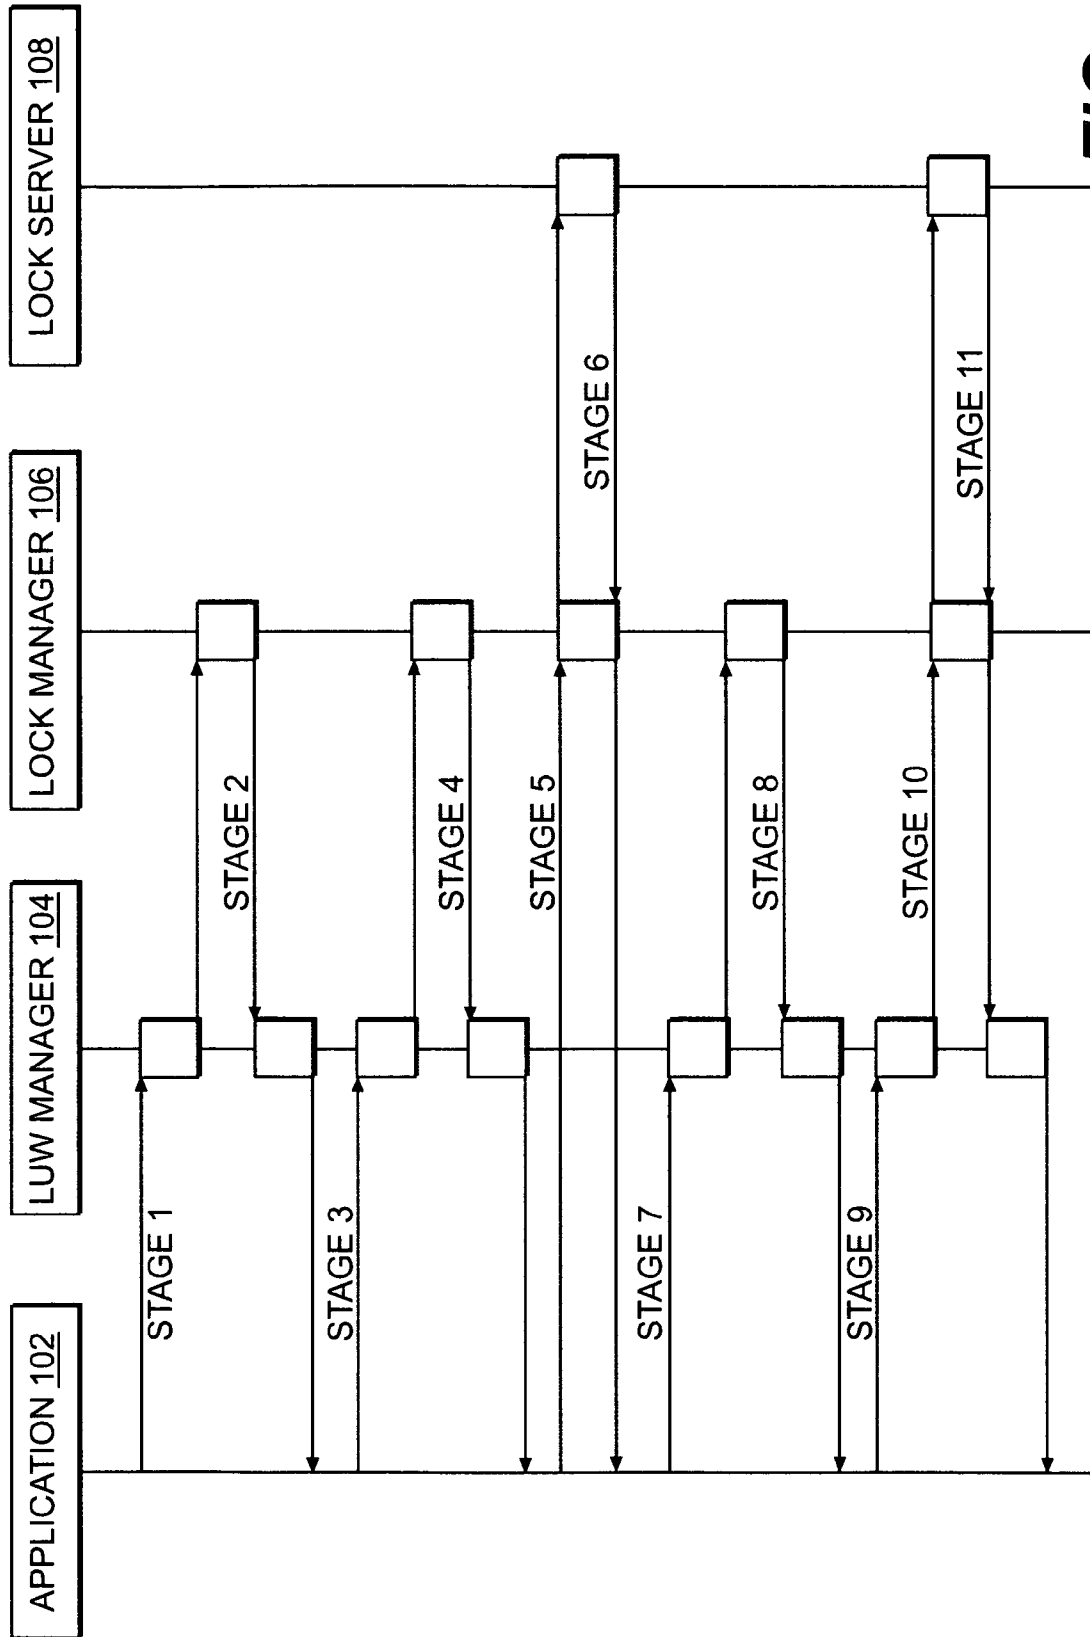 APPLICATION 102
LUW MANAGER 104
LOCK MANAGER 106
LOCK SERVER 108
STAGE 1
STAGE 2
STAGE 3
STAGE 4
STAGE 5
STAGE 6
STAGE 7
STAGE 8
STAGE 9
STAGE 10
STAGE 11